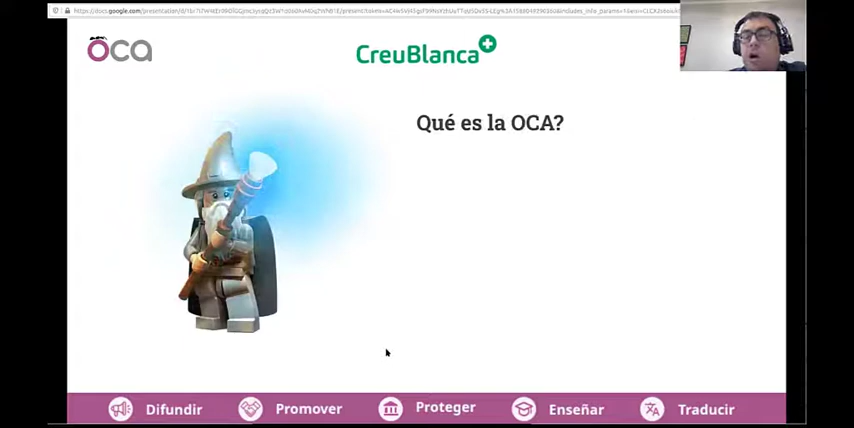 oca
CreuBlanca
Qué es la OCA?
Difundir
Promover
Proteger
Enseñar
Traducir